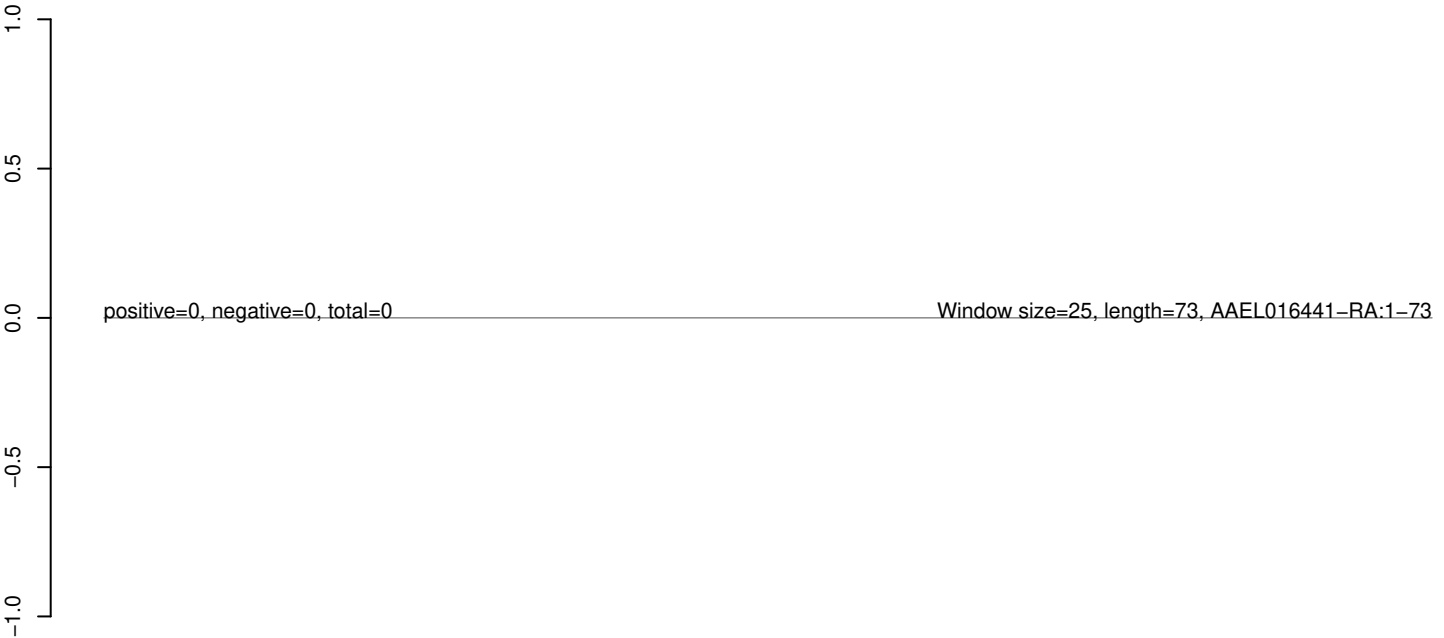 1.0
0.5
positive=0, negative=0, total=0
Window size=25, length=73, AAEL016441−RA:1−73
0.0
−0.5
−1.0